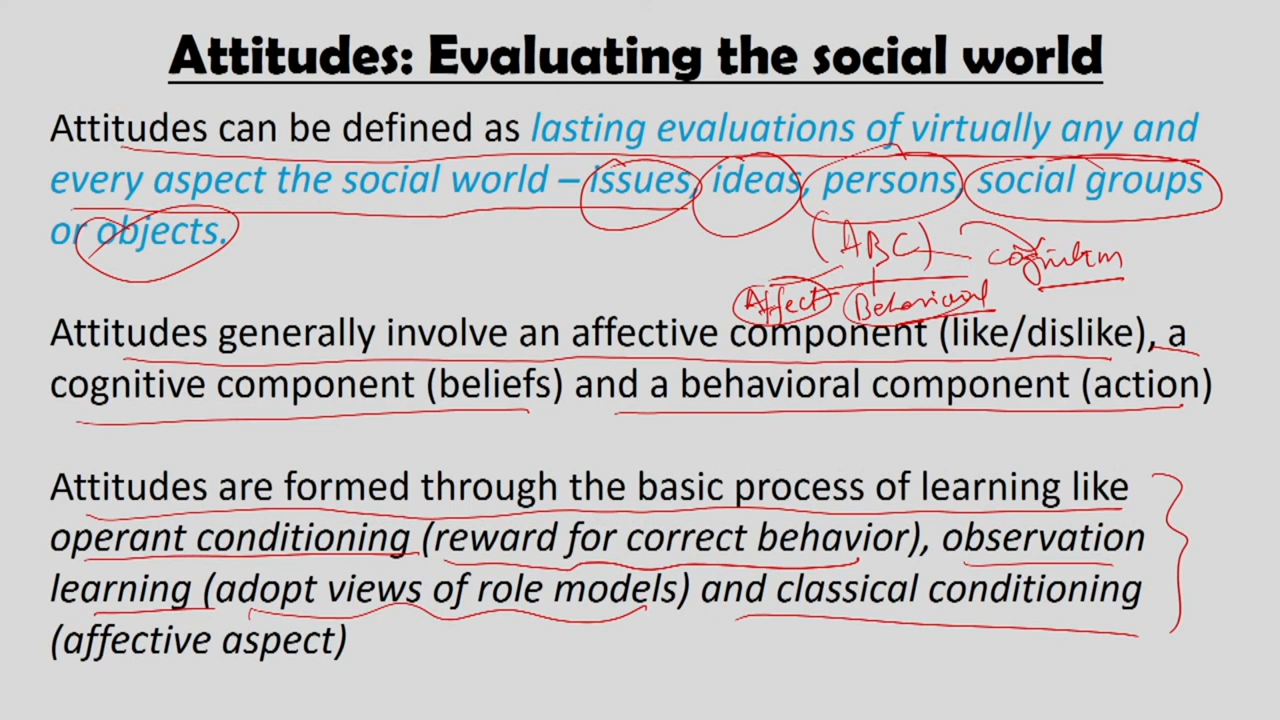 Attitudes: Evaluating the social world
Attitudes can be defined as lasting evaluations of virtually any and
every aspect the social world – issues, ideas, persons, social groups
or objects.
(ABC)
cognition
Affect Behavioural
Attitudes generally involve an affective component (like/dislike), a
cognitive component (beliefs) and a behavioral component (action)
Attitudes are formed through the basic process of learning like
operant conditioning (reward for correct behavior), observation
learning (adopt views of role models) and classical conditioning
(affective aspect)